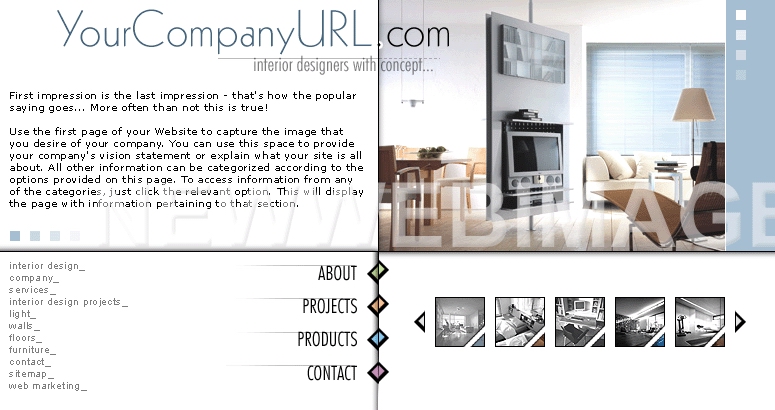 YourCompanyURL.com
interior designers with concept...
First impression is the last impression - that's how the popular
saying goes... More often than not this is true!
Use the first page of your Website to capture the image that
you desire of your company. You can use this space to provide
your company's vision statement or explain what your site is all
about. All other information can be categorized according to the
options provided on this page. To access information from any
of the categories, just click the relevant option. This will display
the page with information pertaining to that section.
NEWWEBIMAGE
interior design_
company_
services_
interior design projects_
light_
walls_
floors_
furniture_
contact_
sitemap_
web marketing_
ABOUT
PROJECTS
PRODUCTS
CONTACT